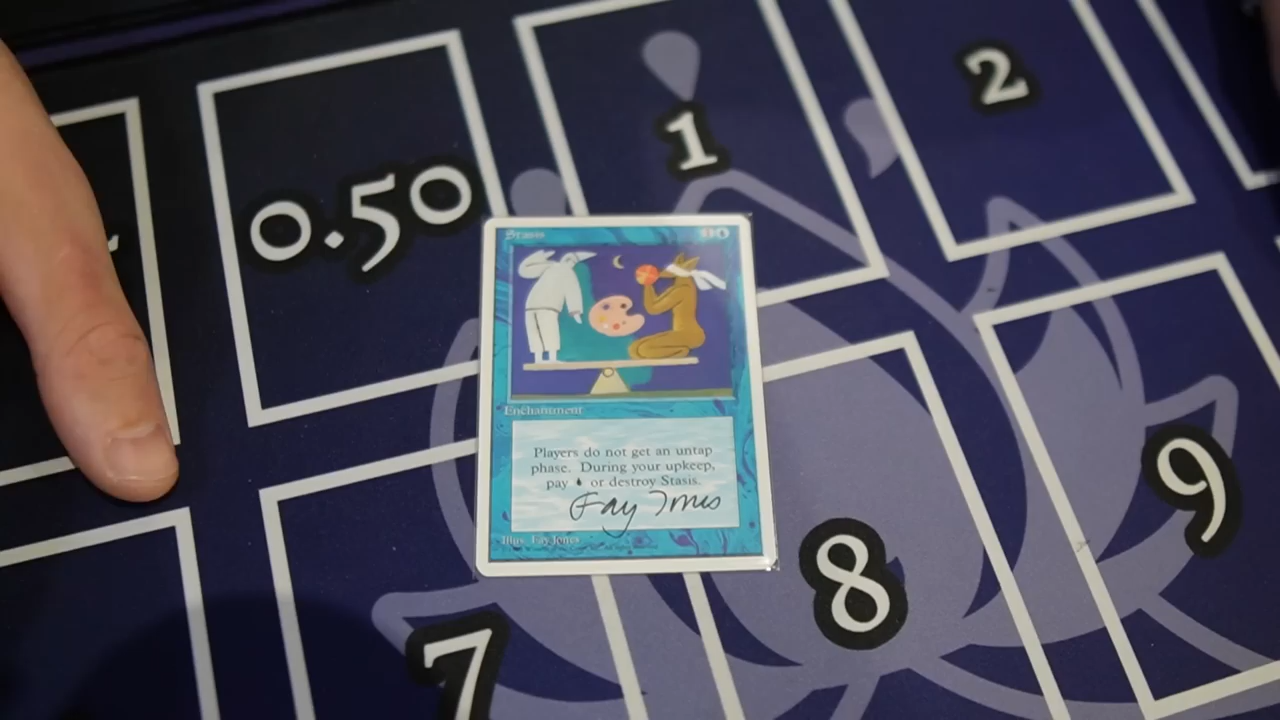 2
1
0.50
Stasis
Enchantment
Players do not get an untap
phase. During your upkeep,
pay or destroy Stasis.
Fay Jones
Illus. Fay Jones
9
8
7